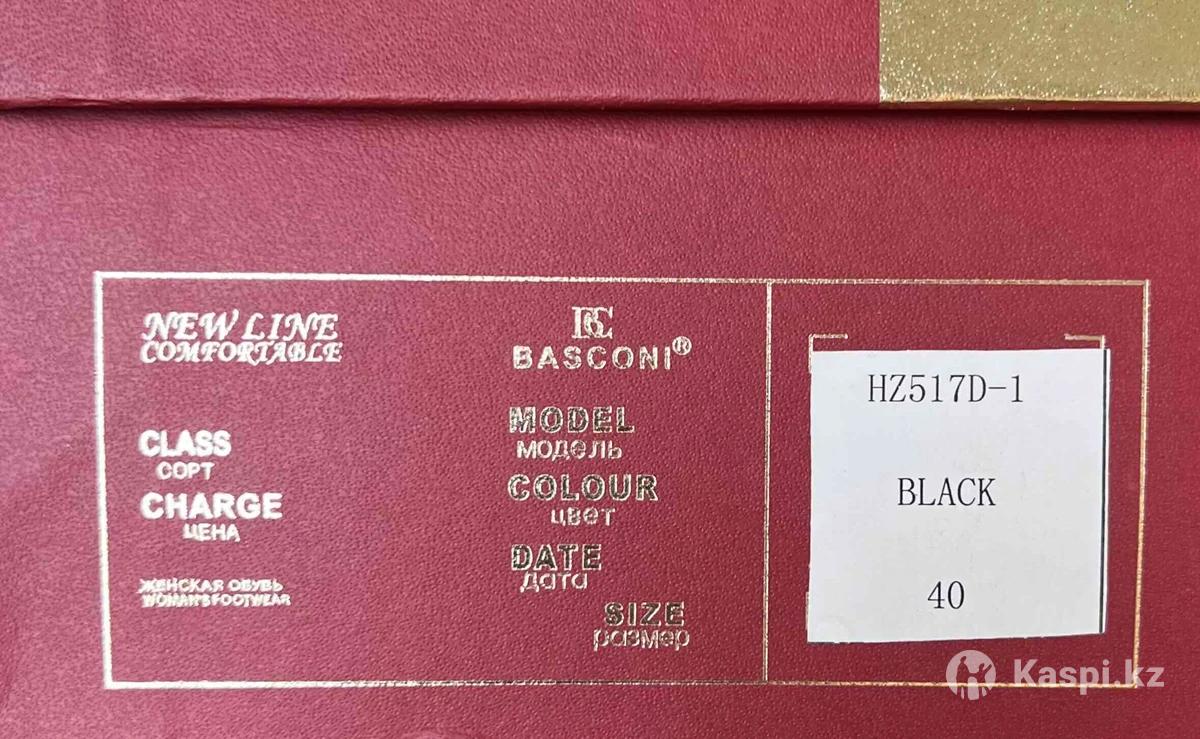 NEW LINE
COMFORTABLE
CLASS
СОРТ
CHARGE
ЦЕНА
ЖЕНСКАЯ ОБУВЬ
WOMAN'S FOOTWEAR
BC
BASCONI®
MODEL
модель
COLOUR
цвет
DATE
дата
SIZE
размер
HZ517D-1
BLACK
40
Kaspi.kz